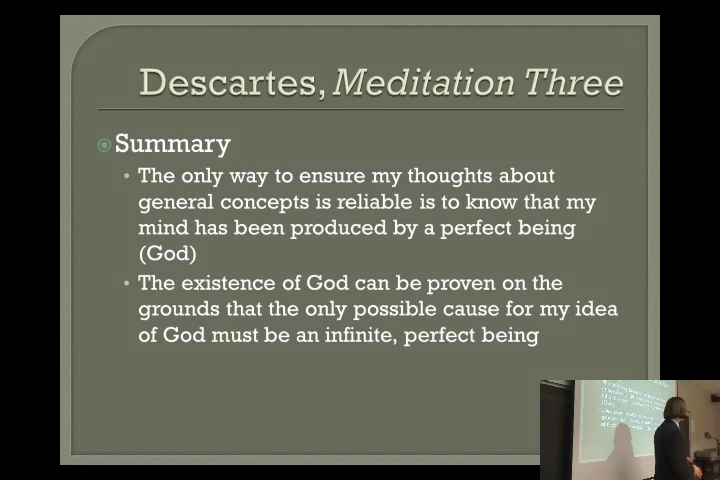 Descartes, Meditation Three
Summary
• The only way to ensure my thoughts about
general concepts is reliable is to know that my
mind has been produced by a perfect being
(God)
• The existence of God can be proven on the
grounds that the only possible cause for my idea
of God must be an infinite, perfect being